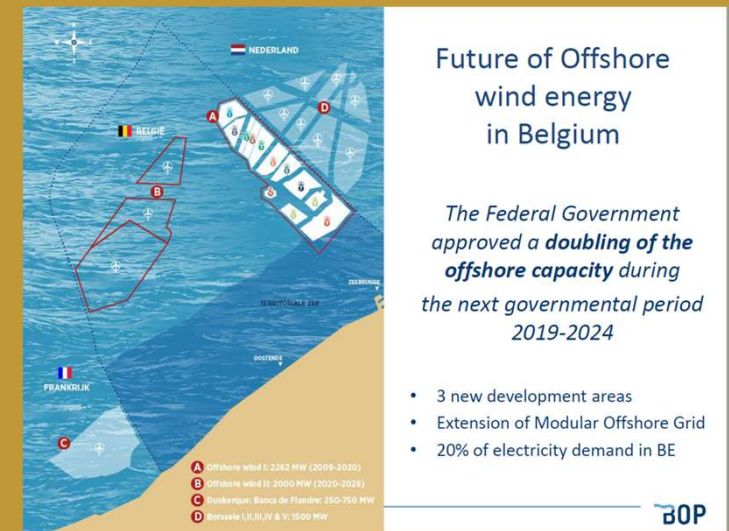 NEDERLAND
A
D
BELGIË
B
ZEEBRUGGE
TERRITORIALE ZEE
OOSTENDE
FRANKRIJK
C
A Offshore wind I: 2262 MW (2009-2020)
B Offshore wind II: 2000 MW (2020-2026)
C Dunkerque: Bancs de Flandre: 250-750 MW
D Borssele I,II,III,IV & V: 1500 MW
Future of Offshore
wind energy
in Belgium
The Federal Government
approved a doubling of the
offshore capacity during
the next governmental period
2019-2024
• 3 new development areas
• Extension of Modular Offshore Grid
• 20% of electricity demand in BE
BOP